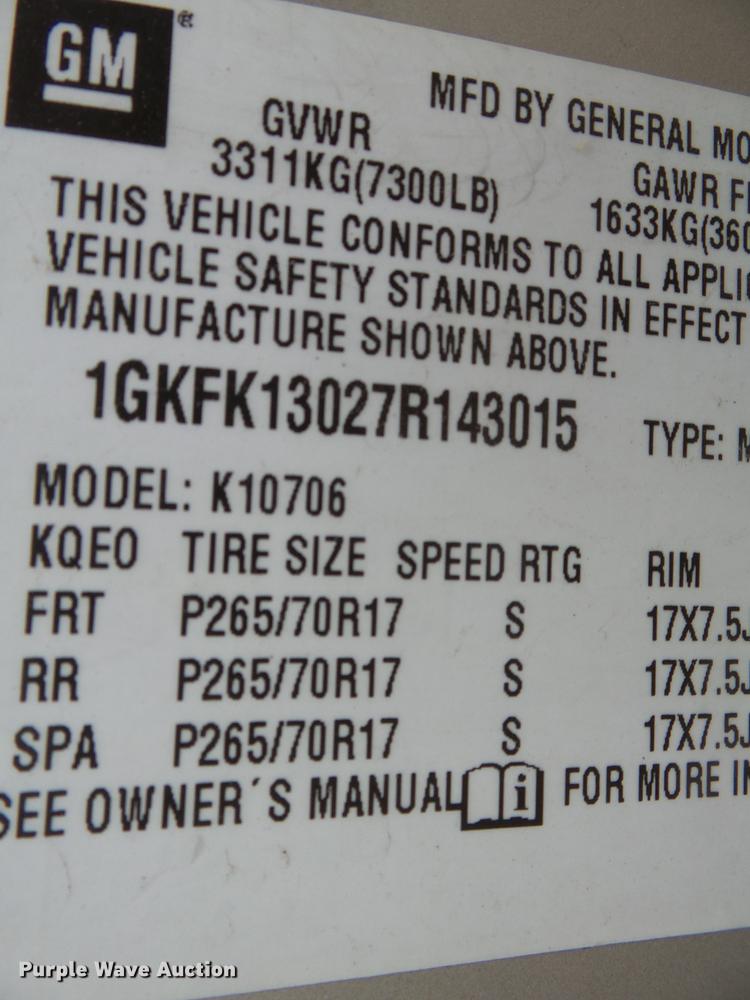 GM ®
MFD BY GENERAL MO
GVWR
3311KG(7300LB)
GAWR F
1633KG(360
THIS VEHICLE CONFORMS TO ALL APPLI
VEHICLE SAFETY STANDARDS IN EFFECT
MANUFACTURE SHOWN ABOVE.
1GKFK13027R143015
TYPE: M
MODEL: K10706
KQEO TIRE SIZE SPEED RTG RIM
FRT P265/70R17 S 17X7.5J
RR P265/70R17 S 17X7.5J
SPA P265/70R17 S 17X7.5J
SEE OWNER´S MANUAL i FOR MORE IN
Purple Wave Auction